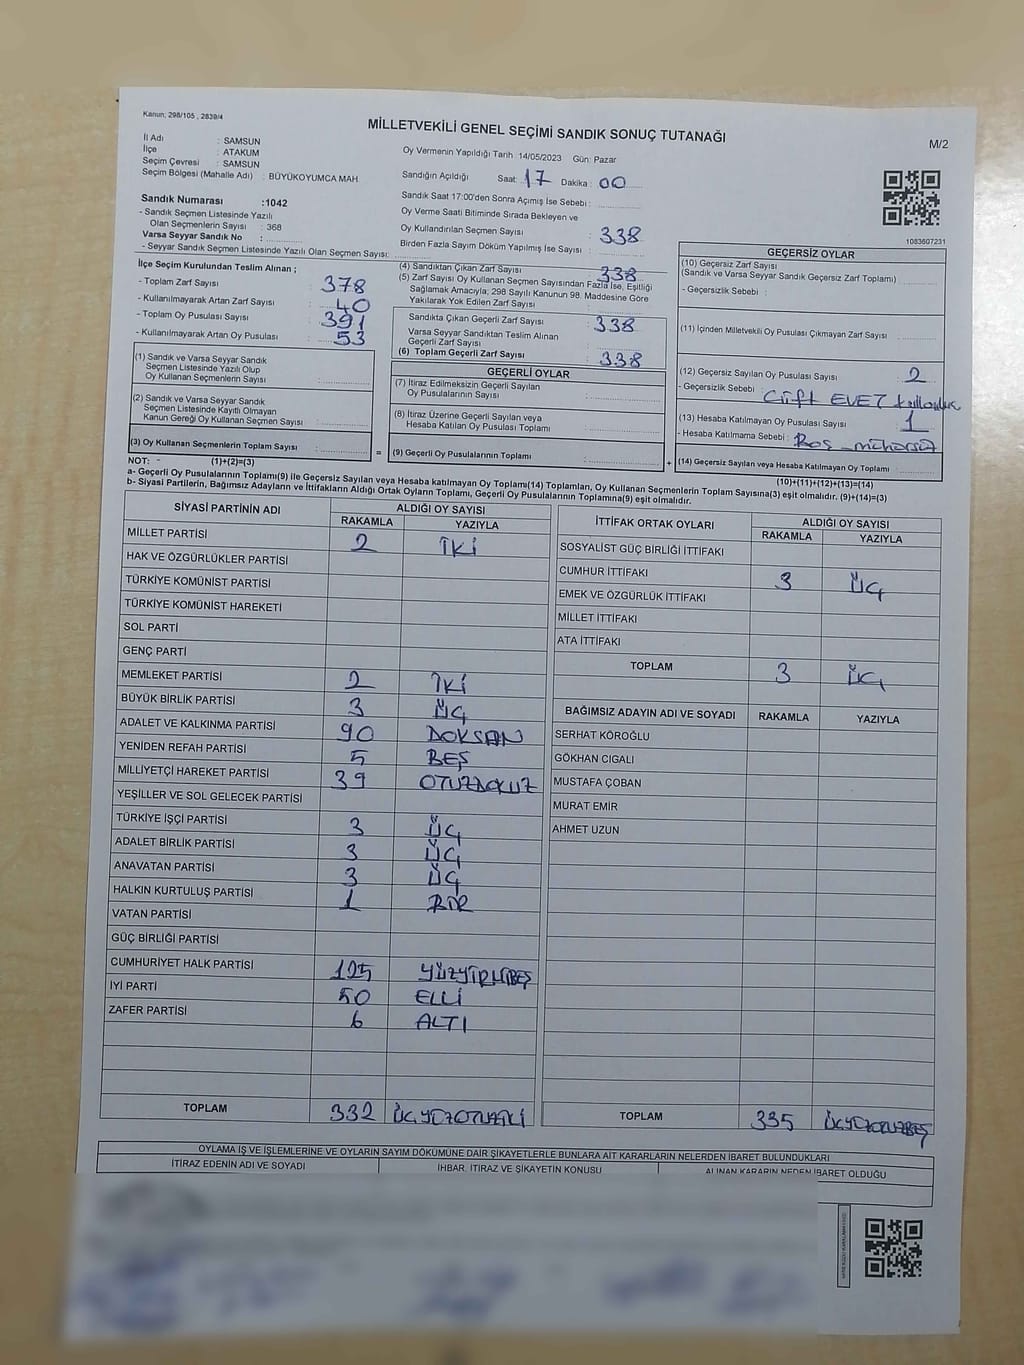 Kanun; 298/105 , 2839/4
MİLLETVEKİLİ GENEL SEÇİMİ SANDIK SONUÇ TUTANAĞI
M/2
İl Adı : SAMSUN
İlçe : ATAKUM
Seçim Çevresi : SAMSUN
Seçim Bölgesi (Mahalle Adı) : BÜYÜKOYUMCA MAH.
Oy Vermenin Yapıldığı Tarih 14/05/2023 Gün: Pazar
Sandığın Açıldığı Saat: 17 Dakika: 00
Sandık Saat 17:00'den Sonra Açımış İse Sebebi :
Oy Verme Saati Bitiminde Sırada Bekleyen ve
Oy Kullandırılan Seçmen Sayısı : 338
Birden Fazla Sayım Döküm Yapılmış İse Sayısı :
Sandık Numarası :1042
- Sandık Seçmen Listesinde Yazılı
Olan Seçmenlerin Sayısı : 368
Varsa Seyyar Sandık No :
- Seyyar Sandık Seçmen Listesinde Yazılı Olan Seçmen Sayısı:
1083607231
İlçe Seçim Kurulundan Teslim Alınan ;
- Toplam Zarf Sayısı : 378
- Kullanılmayarak Artan Zarf Sayısı : 40
- Toplam Oy Pusulası Sayısı : 391
- Kullanılmayarak Artan Oy Pusulası : 53
(1) Sandık ve Varsa Seyyar Sandık
Seçmen Listesinde Yazılı Olup
Oy Kullanan Seçmenlerin Sayısı :
(2) Sandık ve Varsa Seyyar Sandık
Seçmen Listesinde Kayıtlı Olmayan
Kanun Gereği Oy Kullanan Seçmen Sayısı :
(3) Oy Kullanan Seçmenlerin Toplam Sayısı :
(4) Sandıktan Çıkan Zarf Sayısı : 338
(5) Zarf Sayısı Oy Kullanan Seçmen Sayısından Fazla İse, Eşitliği
Sağlamak Amacıyla; 298 Sayılı Kanunun 98. Maddesine Göre
Yakılarak Yok Edilen Zarf Sayısı :
Sandıkta Çıkan Geçerli Zarf Sayısı : 338
Varsa Seyyar Sandıktan Teslim Alınan
Geçerli Zarf Sayısı :
(6) Toplam Geçerli Zarf Sayısı : 338
GEÇERLİ OYLAR
(7) İtiraz Edilmeksizin Geçerli Sayılan
Oy Pusulalarının Sayısı :
(8) İtiraz Üzerine Geçerli Sayılan veya
Hesaba Katılan Oy Pusulası Toplamı :
= (9) Geçerli Oy Pusulalarının Toplamı :
GEÇERSİZ OYLAR
(10) Geçersiz Zarf Sayısı
(Sandık ve Varsa Seyyar Sandık Geçersiz Zarf Toplamı) :
- Geçersizlik Sebebi :
(11) İçinden Milletvekili Oy Pusulası Çıkmayan Zarf Sayısı :
(12) Geçersiz Sayılan Oy Pusulası Sayısı : 2
- Geçersizlik Sebebi : Çift EVET
(13) Hesaba Katılmayan Oy Pusulası Sayısı : 1
- Hesaba Katılmama Sebebi :
+ (14) Geçersiz Sayılan veya Hesaba Katılmayan Oy Toplamı :
NOT: - (1)+(2)=(3)
(10)+(11)+(12)+(13)=(14)
a- Geçerli Oy Pusulalarının Toplamı(9) ile Geçersiz Sayılan veya Hesaba katılmayan Oy Toplamı(14) Toplamları, Oy Kullanan Seçmenlerin Toplam Sayısına(3) eşit olmalıdır. (9)+(14)=(3)
b- Siyasi Partilerin, Bağımsız Adayların ve İttifakların Aldığı Ortak Oyların Toplamı, Geçerli Oy Pusulalarının Toplamına(9) eşit olmalıdır.
SİYASİ PARTİNİN ADI ALDIĞI OY SAYISI
RAKAMLA YAZIYLA
MİLLET PARTİSİ 2 İKİ
HAK VE ÖZGÜRLÜKLER PARTİSİ
TÜRKİYE KOMÜNİST PARTİSİ
TÜRKİYE KOMÜNİST HAREKETİ
SOL PARTİ
GENÇ PARTİ
MEMLEKET PARTİSİ 2 İKİ
BÜYÜK BİRLİK PARTİSİ 3 ÜÇ
ADALET VE KALKINMA PARTİSİ 90 DOKSAN
YENİDEN REFAH PARTİSİ 5 BEŞ
MİLLİYETÇİ HAREKET PARTİSİ 39 OTUZDOKUZ
YEŞİLLER VE SOL GELECEK PARTİSİ
TÜRKİYE İŞÇİ PARTİSİ 3 ÜÇ
ADALET BİRLİK PARTİSİ 3 ÜÇ
ANAVATAN PARTİSİ 3 ÜÇ
HALKIN KURTULUŞ PARTİSİ 1 BİR
VATAN PARTİSİ
GÜÇ BİRLİĞİ PARTİSİ
CUMHURİYET HALK PARTİSİ 125 YÜZYİRMİBEŞ
İYİ PARTİ 50 ELLİ
ZAFER PARTİSİ 6 ALTI
TOPLAM 332 ÜÇYÜZOTUZİKİ
İTTİFAK ORTAK OYLARI ALDIĞI OY SAYISI
RAKAMLA YAZIYLA
SOSYALİST GÜÇ BİRLİĞİ İTTİFAKI
CUMHUR İTTİFAKI 3 ÜÇ
EMEK VE ÖZGÜRLÜK İTTİFAKI
MİLLET İTTİFAKI
ATA İTTİFAKI
TOPLAM 3 ÜÇ
BAĞIMSIZ ADAYIN ADI VE SOYADI RAKAMLA YAZIYLA
SERHAT KÖROĞLU
GÖKHAN CIGALI
MUSTAFA ÇOBAN
MURAT EMİR
AHMET UZUN
TOPLAM 335 ÜÇYÜZOTUZBEŞ
OYLAMA İŞ VE İŞLEMLERİNE VE OYLARIN SAYIM DÖKÜMÜNE DAİR ŞİKAYETLERLE BUNLARA AİT KARARLARIN NELERDEN İBARET BULUNDUKLARI
İTİRAZ EDENİN ADI VE SOYADI İHBAR, İTİRAZ VE ŞİKAYETİN KONUSU ALINAN KARARIN NEDEN İBARET OLDUĞU